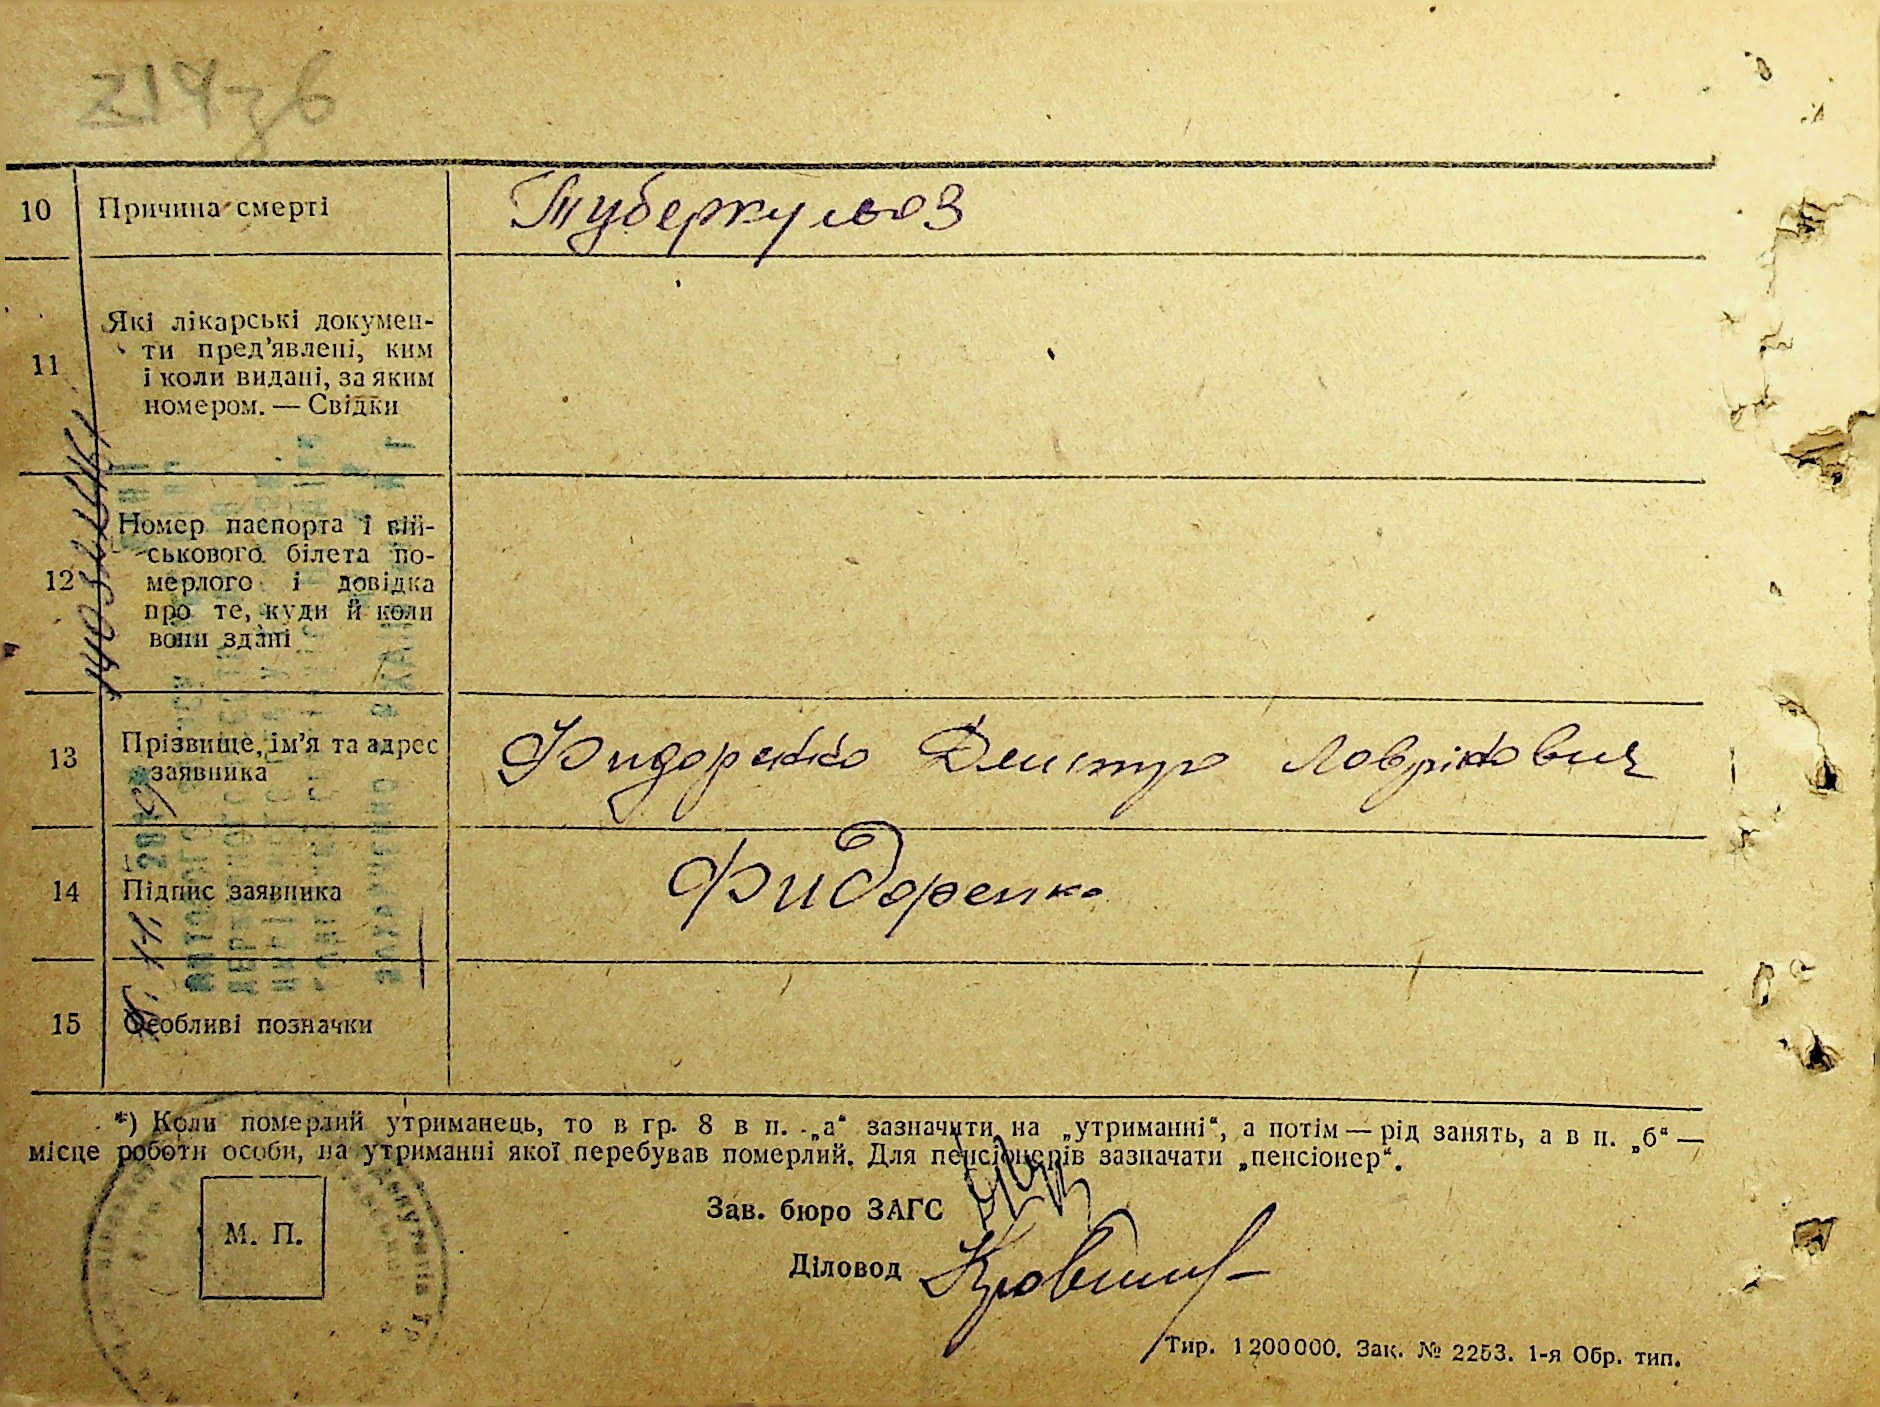 214зв
10 Причина смерті Туберкульоз
11 Які лікарські докумен-
ти пред'явлені, ким
і коли видані, за яким
номером. — Свідки
12 Номер паспорта і вій-
ськового білета по-
мерлого і довідка
про те, куди й коли
вони здані
13 Прізвище, ім'я та адрес
заявника Фидоренко Дмитро Лаврікович
14 Підпис заявника Фидоренко
15 Особливі позначки
*) Коли померлий утриманець, то в гр. 8 в п. „а“ зазначити на „утриманні“, а потім — рід занять, а в п. „б“ —
місце роботи особи, на утриманні якої перебував померлий. Для пенсіонерів зазначати „пенсіонер“.
М. П.
Зав. бюро ЗАГС
Діловод
Тир. 1200000. Зак. № 2253. 1-я Обр. тип.